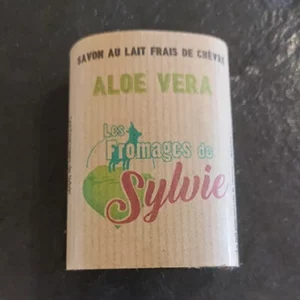 SAVON AU LAIT FRAIS DE CHÈVRE
ALOE VERA
Les
Fromages de
Sylvie